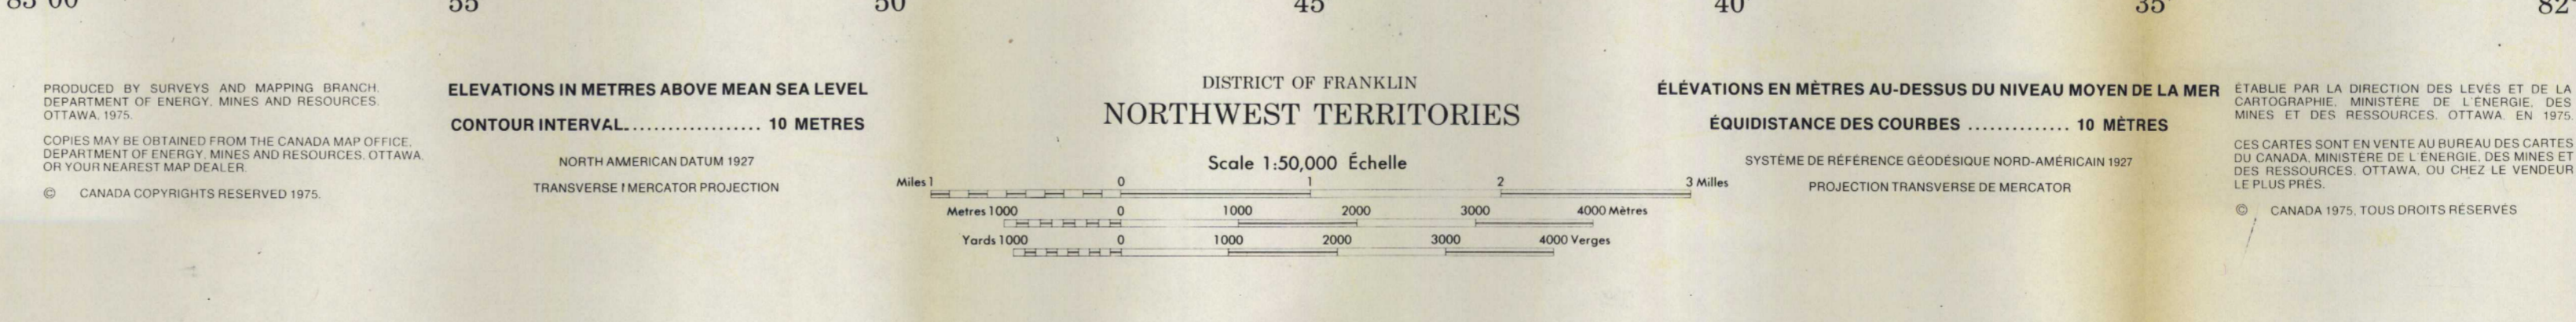 55
50
45
40
35'
82°
PRODUCED BY SURVEYS AND MAPPING BRANCH,
DEPARTMENT OF ENERGY, MINES AND RESOURCES,
OTTAWA, 1975.
COPIES MAY BE OBTAINED FROM THE CANADA MAP OFFICE,
DEPARTMENT OF ENERGY, MINES AND RESOURCES, OTTAWA,
OR YOUR NEAREST MAP DEALER.
© CANADA COPYRIGHTS RESERVED 1975.
ELEVATIONS IN METRES ABOVE MEAN SEA LEVEL
CONTOUR INTERVAL................... 10 METRES
NORTH AMERICAN DATUM 1927
TRANSVERSE MERCATOR PROJECTION
DISTRICT OF FRANKLIN
NORTHWEST TERRITORIES
Scale 1:50,000 Échelle
Miles 1 0 1 2 3 Milles
Metres 1000 0 1000 2000 3000 4000 Mètres
Yards 1000 0 1000 2000 3000 4000 Verges
ÉLÉVATIONS EN MÈTRES AU-DESSUS DU NIVEAU MOYEN DE LA MER
ÉQUIDISTANCE DES COURBES .............. 10 MÈTRES
SYSTÈME DE RÉFÉRENCE GÉODÉSIQUE NORD-AMÉRICAIN 1927
PROJECTION TRANSVERSE DE MERCATOR
ÉTABLIE PAR LA DIRECTION DES LEVÉS ET DE LA
CARTOGRAPHIE, MINISTÈRE DE L'ÉNERGIE, DES
MINES ET DES RESSOURCES, OTTAWA, EN 1975.
CES CARTES SONT EN VENTE AU BUREAU DES CARTES
DU CANADA, MINISTÈRE DE L'ÉNERGIE, DES MINES ET
DES RESSOURCES, OTTAWA, OU CHEZ LE VENDEUR
LE PLUS PRÈS.
© CANADA 1975, TOUS DROITS RÉSERVÉS